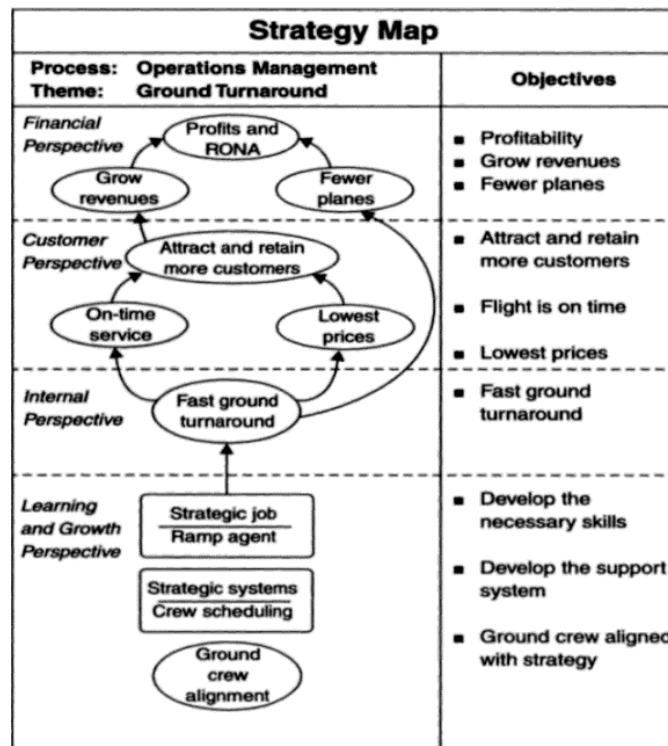 Strategy Map
Process: Operations Management
Theme: Ground Turnaround
Objectives
Financial
Perspective
Profits and
RONA
Grow
revenues
Fewer
planes
■ Profitability
■ Grow revenues
■ Fewer planes
Customer
Perspective
Attract and retain
more customers
On-time
service
Lowest
prices
■ Attract and retain
more customers
■ Flight is on time
■ Lowest prices
Internal
Perspective
Fast ground
turnaround
■ Fast ground
turnaround
Learning
and Growth
Perspective
Strategic job
Ramp agent
Strategic systems
Crew scheduling
Ground
crew
alignment
■ Develop the
necessary skills
■ Develop the support
system
■ Ground crew aligned
with strategy